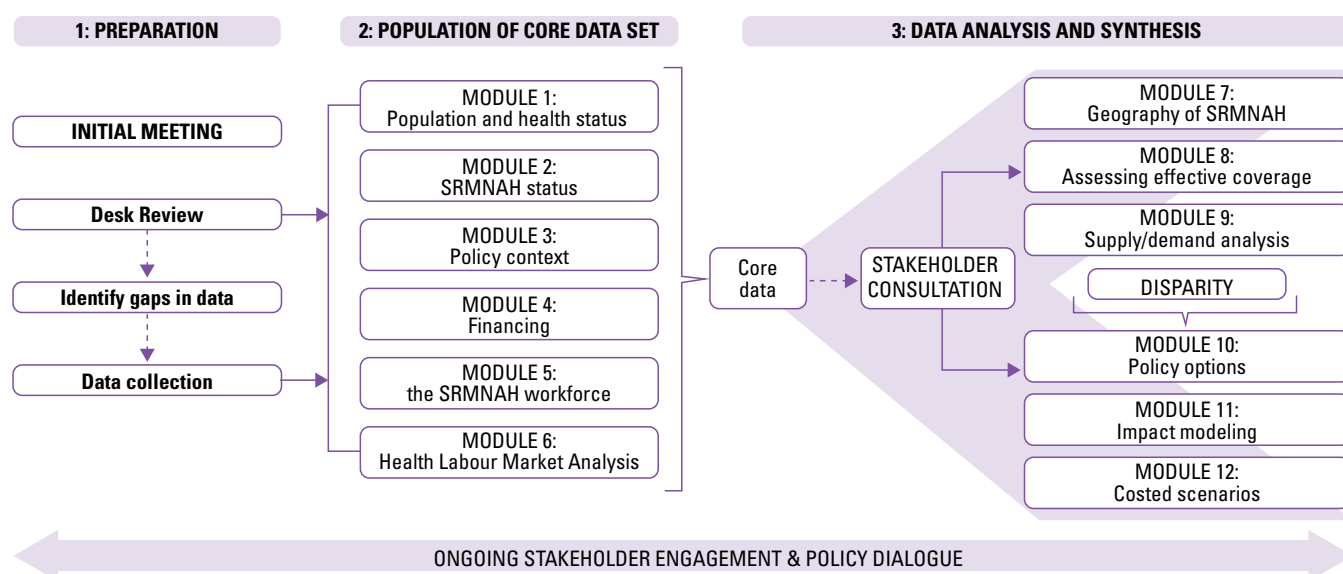 1: PREPARATION
2: POPULATION OF CORE DATA SET
3: DATA ANALYSIS AND SYNTHESIS
INITIAL MEETING
Desk Review
Identify gaps in data
Data collection
MODULE 1:
Population and health status
MODULE 2:
SRMNAH status
MODULE 3:
Policy context
MODULE 4:
Financing
MODULE 5:
the SRMNAH workforce
MODULE 6:
Health Labour Market Analysis
Core
data
STAKEHOLDER
CONSULTATION
MODULE 7:
Geography of SRMNAH
MODULE 8:
Assessing effective coverage
MODULE 9:
Supply/demand analysis
DISPARITY
MODULE 10:
Policy options
MODULE 11:
Impact modeling
MODULE 12:
Costed scenarios
ONGOING STAKEHOLDER ENGAGEMENT & POLICY DIALOGUE